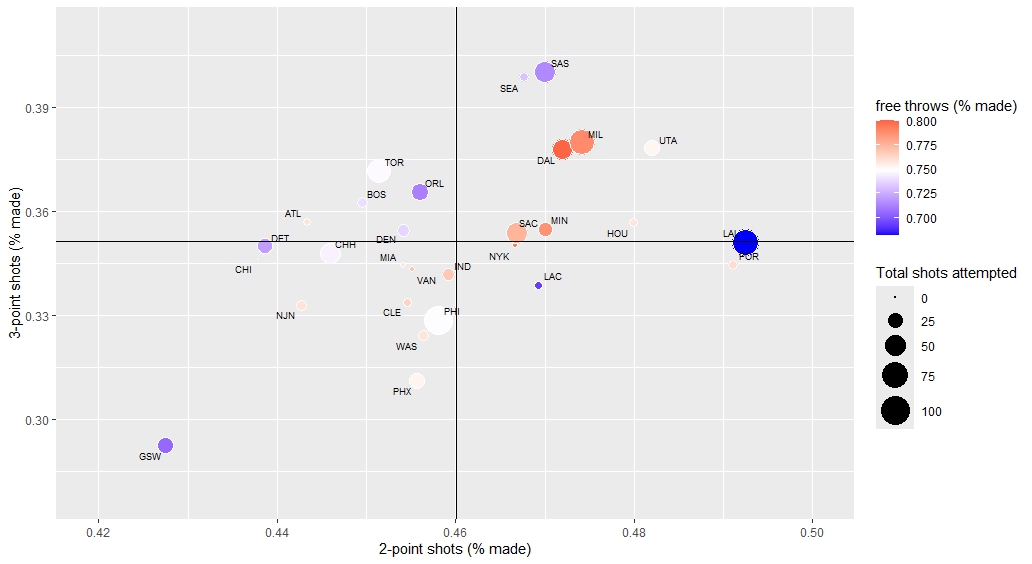 SAS
SEA
0.39
MIL
UTA
DAL
TOR
ORL
BOS
0.36
ATL
SAC
MIN
HOU
LAL
DET
CHH
DEN
NYK
POR
MIA
CHI
IND
VAN
LAC
0.33
NJN
CLE
PHI
WAS
PHX
0.30
GSW
0.42
0.44
0.46
0.48
0.50
2-point shots (% made)
3-point shots (% made)
free throws (% made)
0.800
0.775
0.750
0.725
0.700
Total shots attempted
0
25
50
75
100